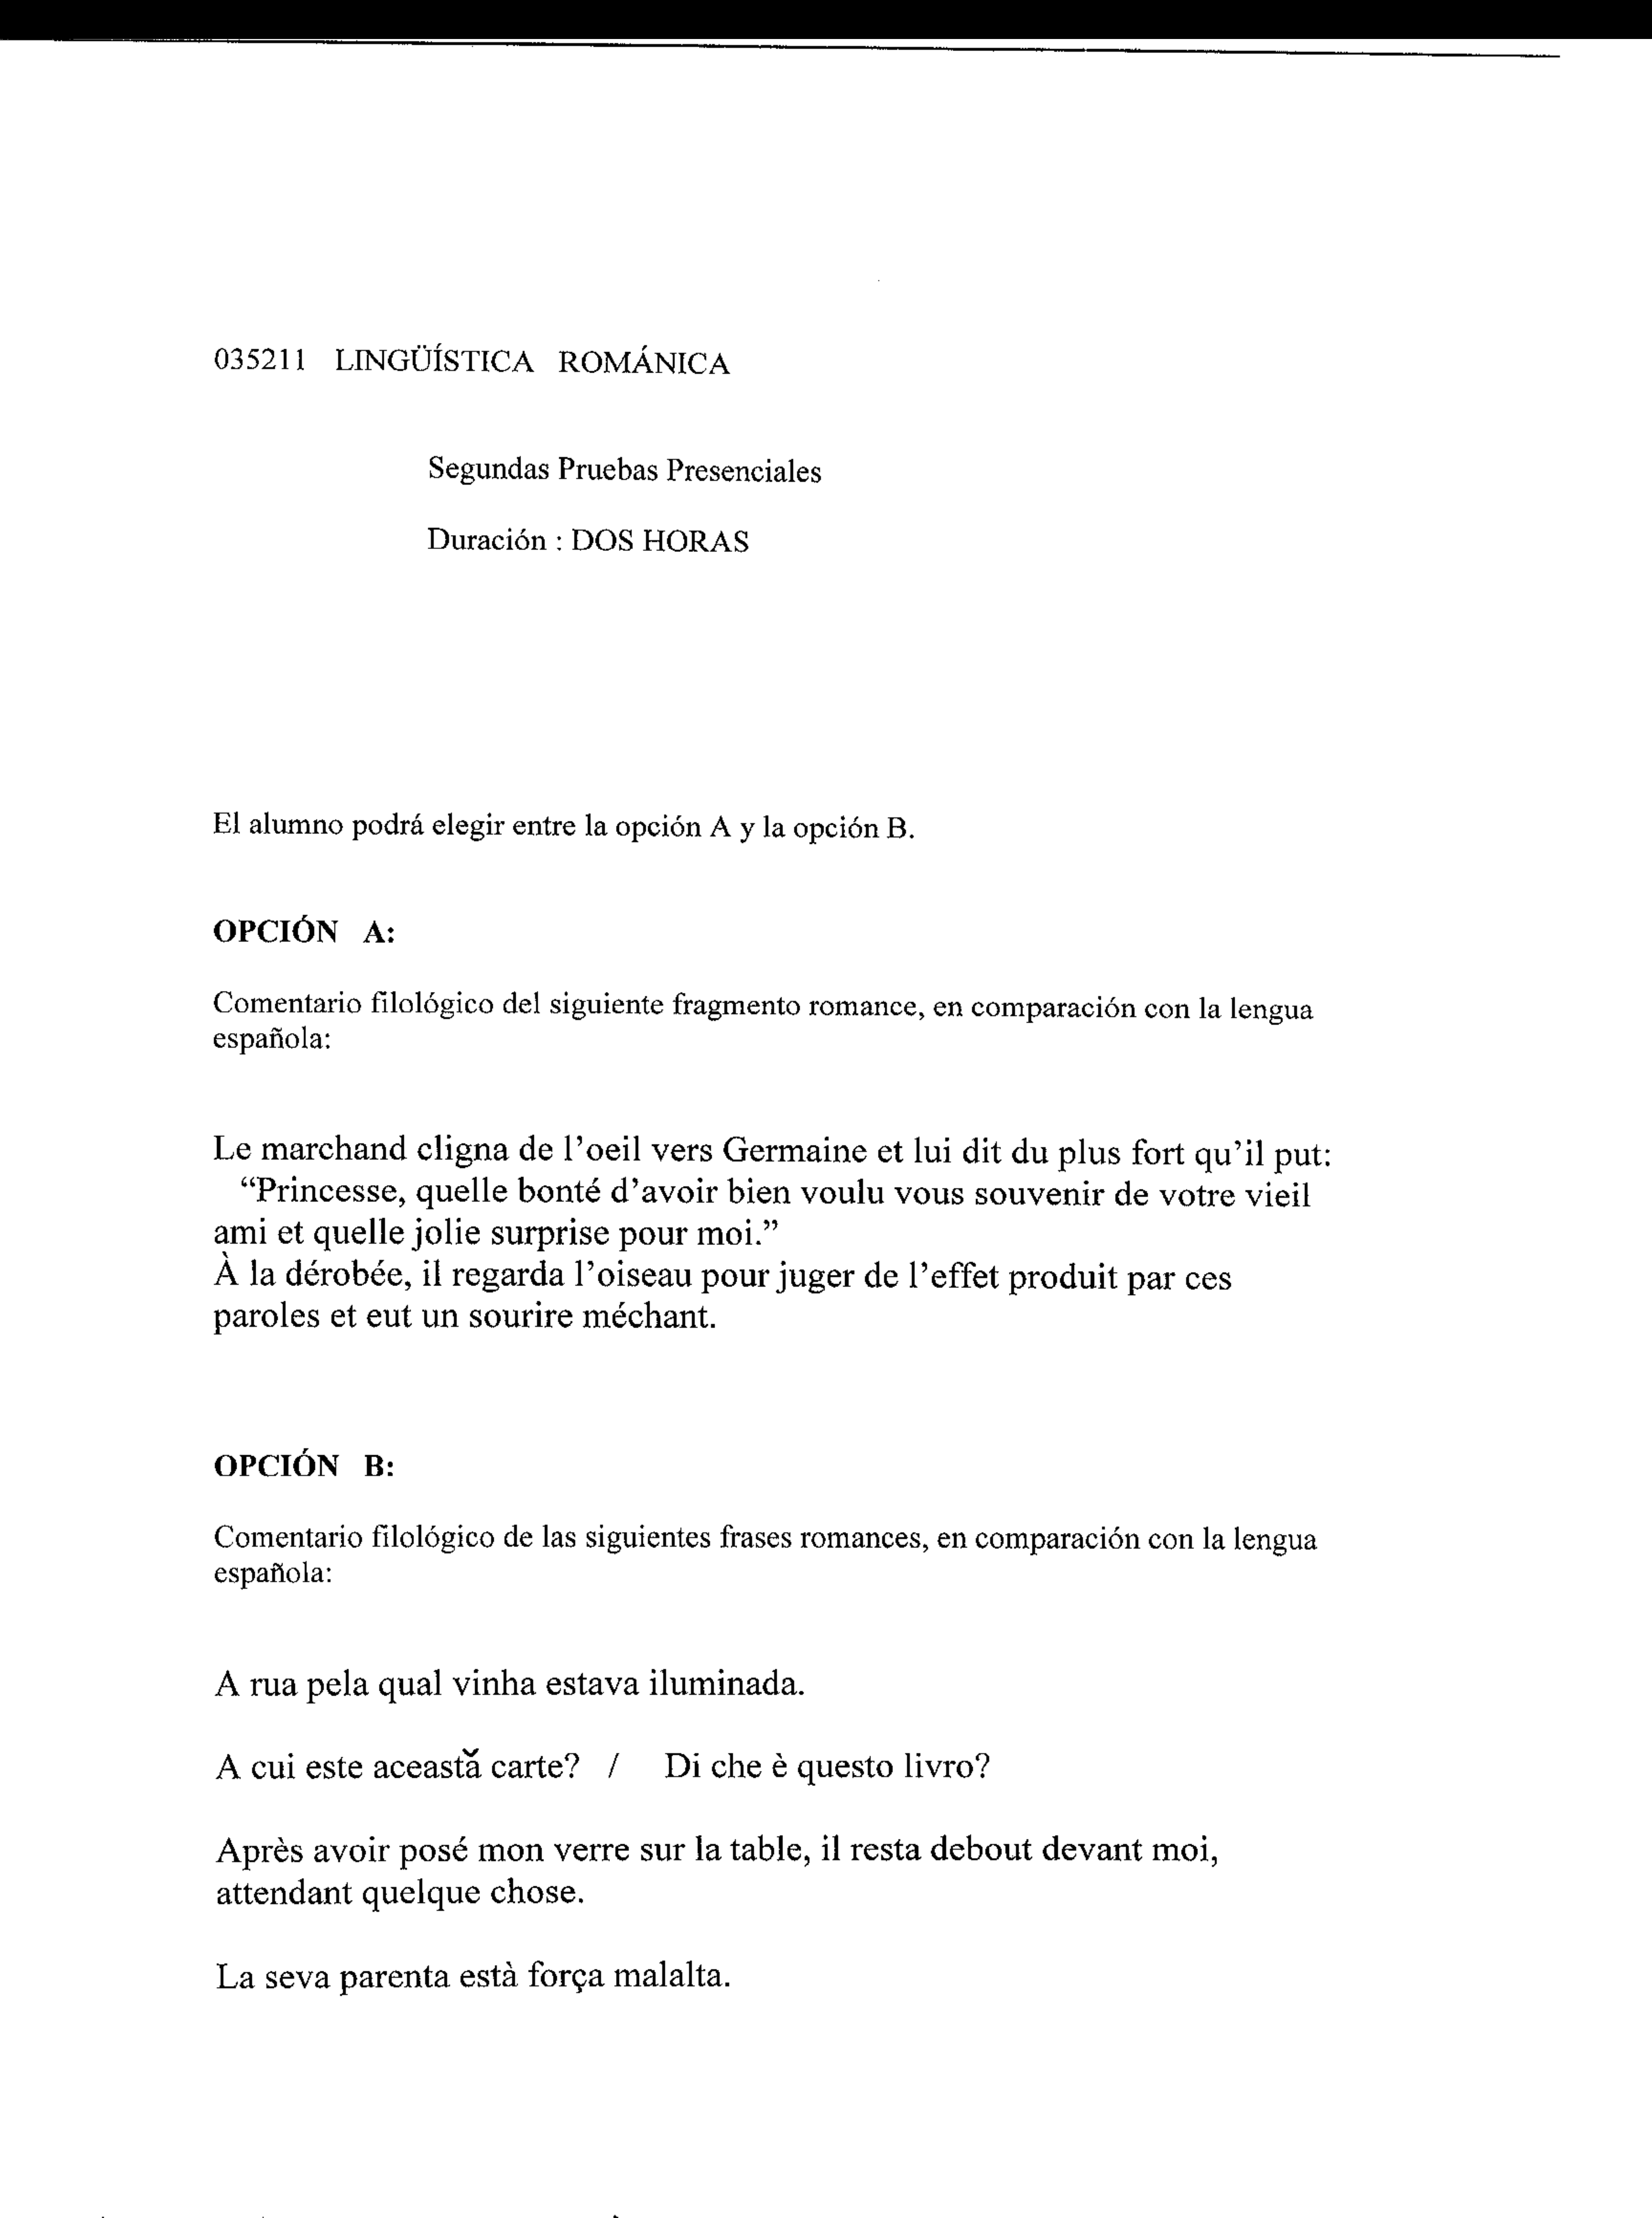 035211 LINGÜÍSTICA ROMÁNICA
Segundas Pruebas Presenciales
Duración : DOS HORAS
El alumno podrá elegir entre la opción A y la opción B.
OPCIÓN A:
Comentario filológico del siguiente fragmento romance, en comparación con la lengua
española:
Le marchand cligna de l’oeil vers Germaine et lui dit du plus fort qu’il put:
“Princesse, quelle bonté d’avoir bien voulu vous souvenir de votre vieil
ami et quelle jolie surprise pour moi.”
À la dérobée, il regarda l’oiseau pour juger de l’effet produit par ces
paroles et eut un sourire méchant.
OPCIÓN B:
Comentario filológico de las siguientes frases romances, en comparación con la lengua
española:
A rua pela qual vinha estava iluminada.
A cui este această carte? / Di che è questo livro?
Après avoir posé mon verre sur la table, il resta debout devant moi,
attendant quelque chose.
La seva parenta està força malalta.